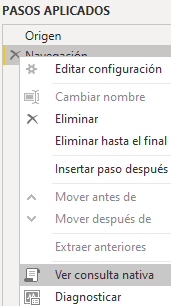 PASOS APLICADOS
Origen
Navegación
Editar configuración
Cambiar nombre
Eliminar
Eliminar hasta el final
Insertar paso después
Mover antes de
Mover después de
Extraer anteriores
Ver consulta nativa
Diagnosticar